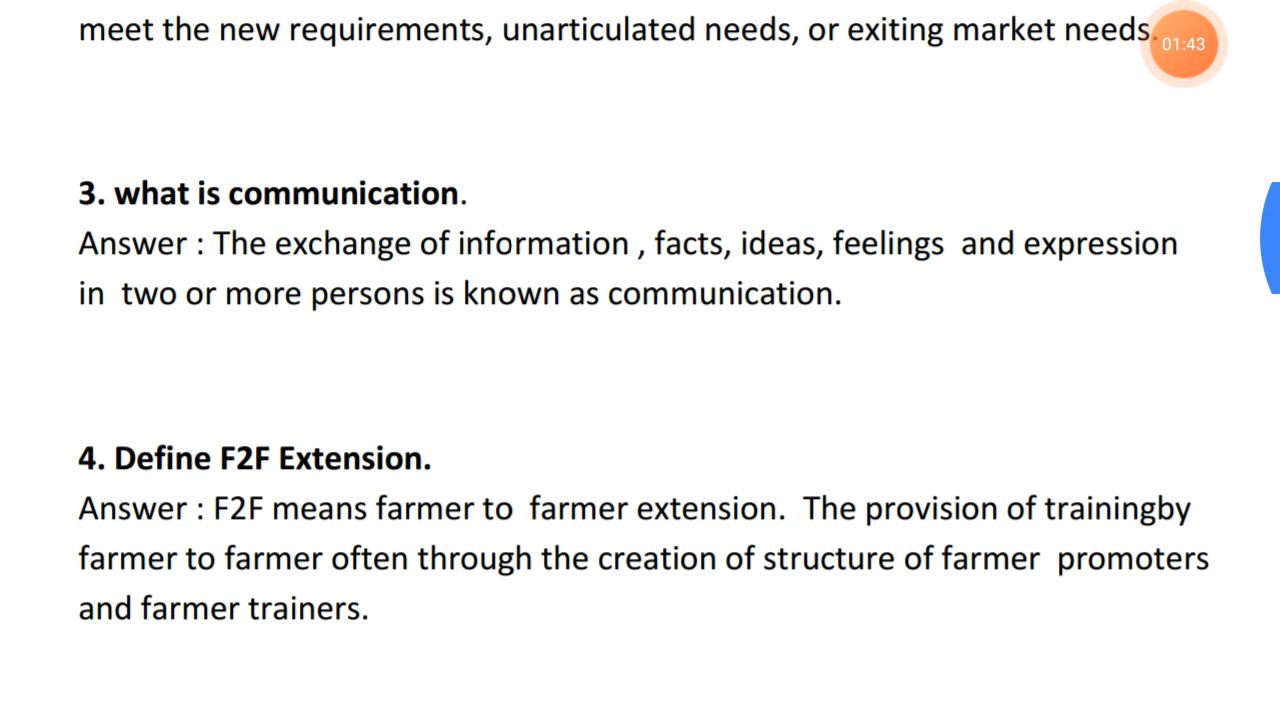 meet the new requirements, unarticulated needs, or exiting market needs.
01:43
3. what is communication.
Answer : The exchange of information , facts, ideas, feelings  and expression
in  two or more persons is known as communication.
4. Define F2F Extension.
Answer : F2F means farmer to  farmer extension.  The provision of trainingby
farmer to farmer often through the creation of structure of farmer  promoters
and farmer trainers.